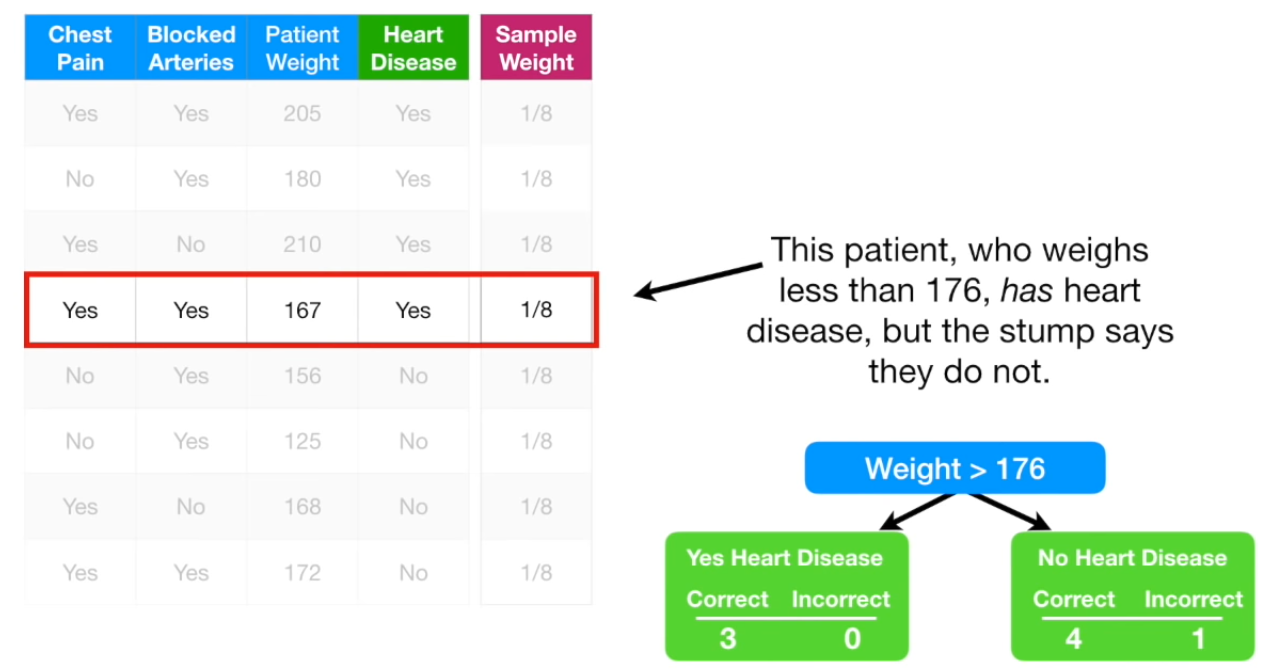 Chest Pain Blocked Arteries Patient Weight Heart Disease Sample Weight
Yes Yes 205 Yes 1/8
No Yes 180 Yes 1/8
Yes No 210 Yes 1/8
Yes Yes 167 Yes 1/8
No Yes 156 No 1/8
No Yes 125 No 1/8
Yes No 168 No 1/8
Yes Yes 172 No 1/8
This patient, who weighs
less than 176, has heart
disease, but the stump says
they do not.
Weight > 176
Yes Heart Disease
Correct Incorrect
3 0
No Heart Disease
Correct Incorrect
4 1